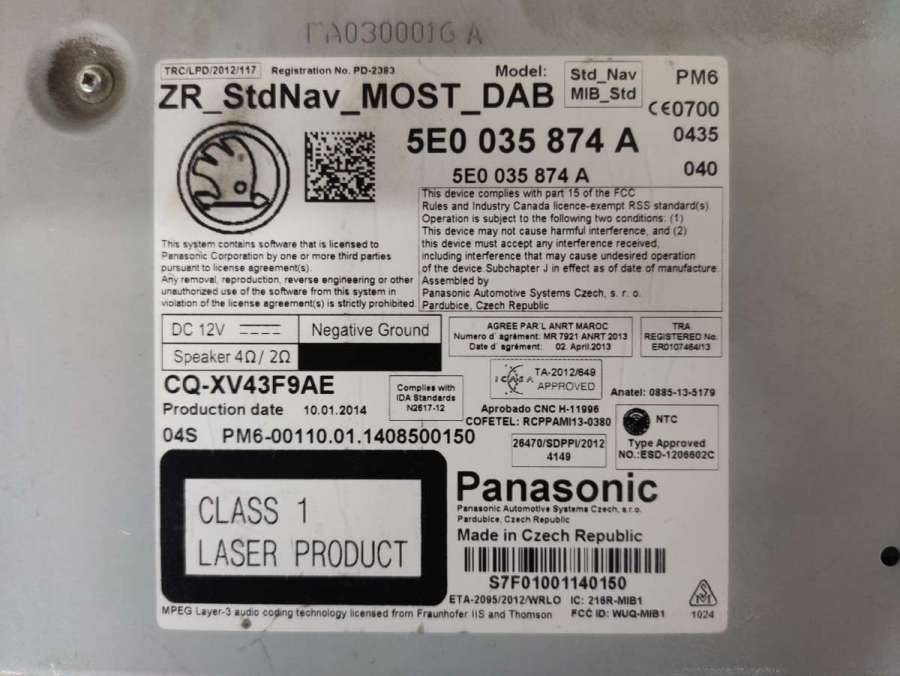 PA0300016 A
TRC/LPD/2012/117 Registration No. PD-2383
Model: Std_Nav MIB_Std
PM6
ZR_StdNav_MOST_DAB
CE0700
5E0 035 874 A
0435
5E0 035 874 A
040
This device complies with part 15 of the FCC
Rules and Industry Canada licence-exempt RSS standard(s).
Operation is subject to the following two conditions: (1)
This device may not cause harmful interference, and (2)
this device must accept any interference received,
including interference that may cause undesired operation
of the device Subchapter J in effect as of date of manufacture.
Assembled by
Panasonic Automotive Systems Czech, s. r. o.
Pardubice, Czech Republic
This system contains software that is licensed to
Panasonic Corporation by one or more third parties
pursuant to license agreement(s).
Any removal, reproduction, reverse engineering or other
unauthorized use of the software from this system in
violation of the license agreement(s) is strictly prohibited.
DC 12V
Negative Ground
Speaker 4Ω / 2Ω
AGREE PAR L'ANRT MAROC
Numero d'agrément: MR 7921 ANRT 2013
Date d'agrément: 02. April.2013
TRA
REGISTERED No.
ER0107464/13
CQ-XV43F9AE
Production date 10.01.2014
Complies with
IDA Standards
N2617-12
ICASA
TA-2012/649
APPROVED
Anatel: 0885-13-5179
Aprobado CNC H-11996
COFETEL: RCPPAMI13-0380
NTC
Type Approved
NO.:ESD-1206602C
04S PM6-00110.01.1408500150
26470/SDPPI/2012
4149
CLASS 1
LASER PRODUCT
Panasonic
Panasonic Automotive Systems Czech, s.r.o.
Pardubice, Czech Republic
Made in Czech Republic
S7F01001140150
ETA-2095/2012/WRLO IC: 216R-MIB1
MPEG Layer-3 audio coding technology licensed from Fraunhofer IIS and Thomson
FCC ID: WUQ-MIB1
1024